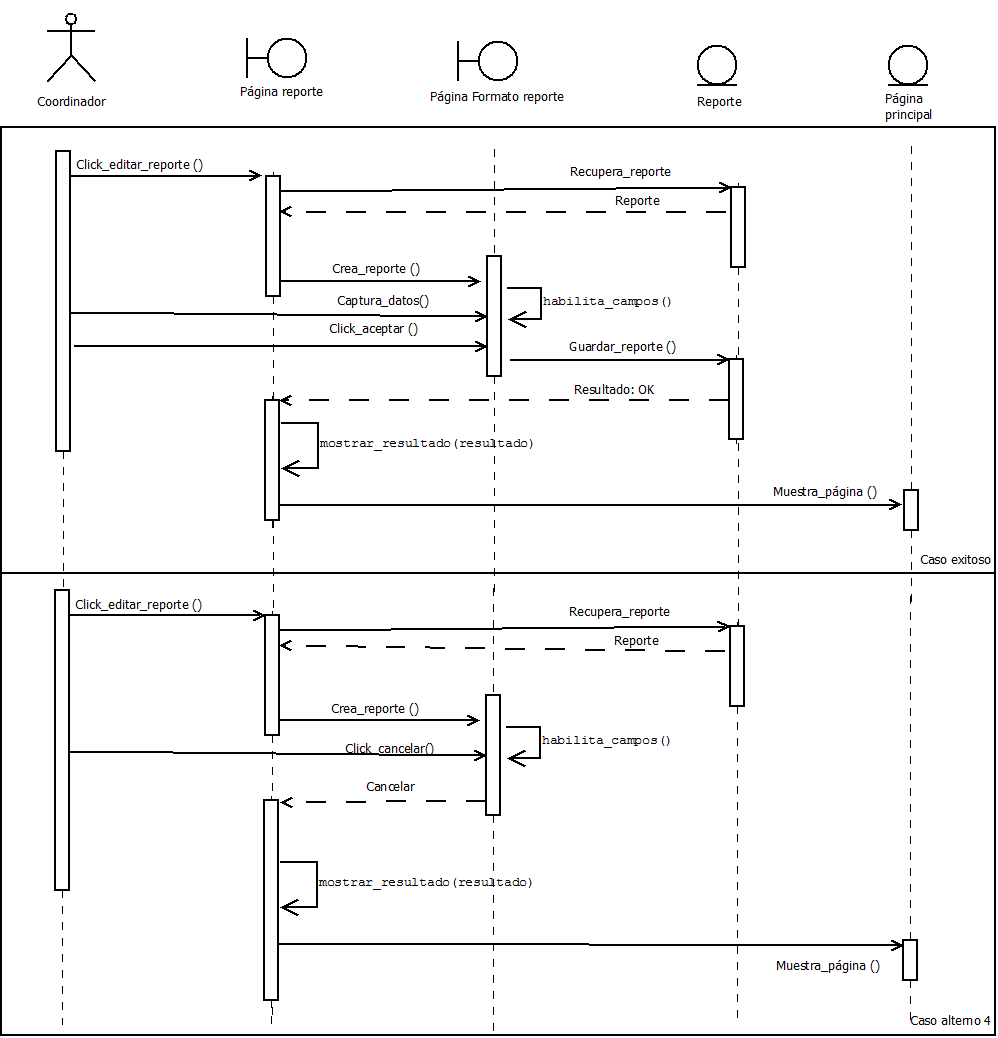 Coordinador
Página reporte
Página Formato reporte
Reporte
Página
principal
Click_editar_reporte ()
Recupera_reporte
Reporte
Crea_reporte ()
Captura_datos()
habilita_campos()
Click_aceptar ()
Guardar_reporte ()
Resultado: OK
mostrar_resultado(resultado)
Muestra_página ()
Caso exitoso
Click_editar_reporte ()
Recupera_reporte
Reporte
Crea_reporte ()
habilita_campos()
Click_cancelar()
Cancelar
mostrar_resultado(resultado)
Muestra_página ()
Caso alterno 4